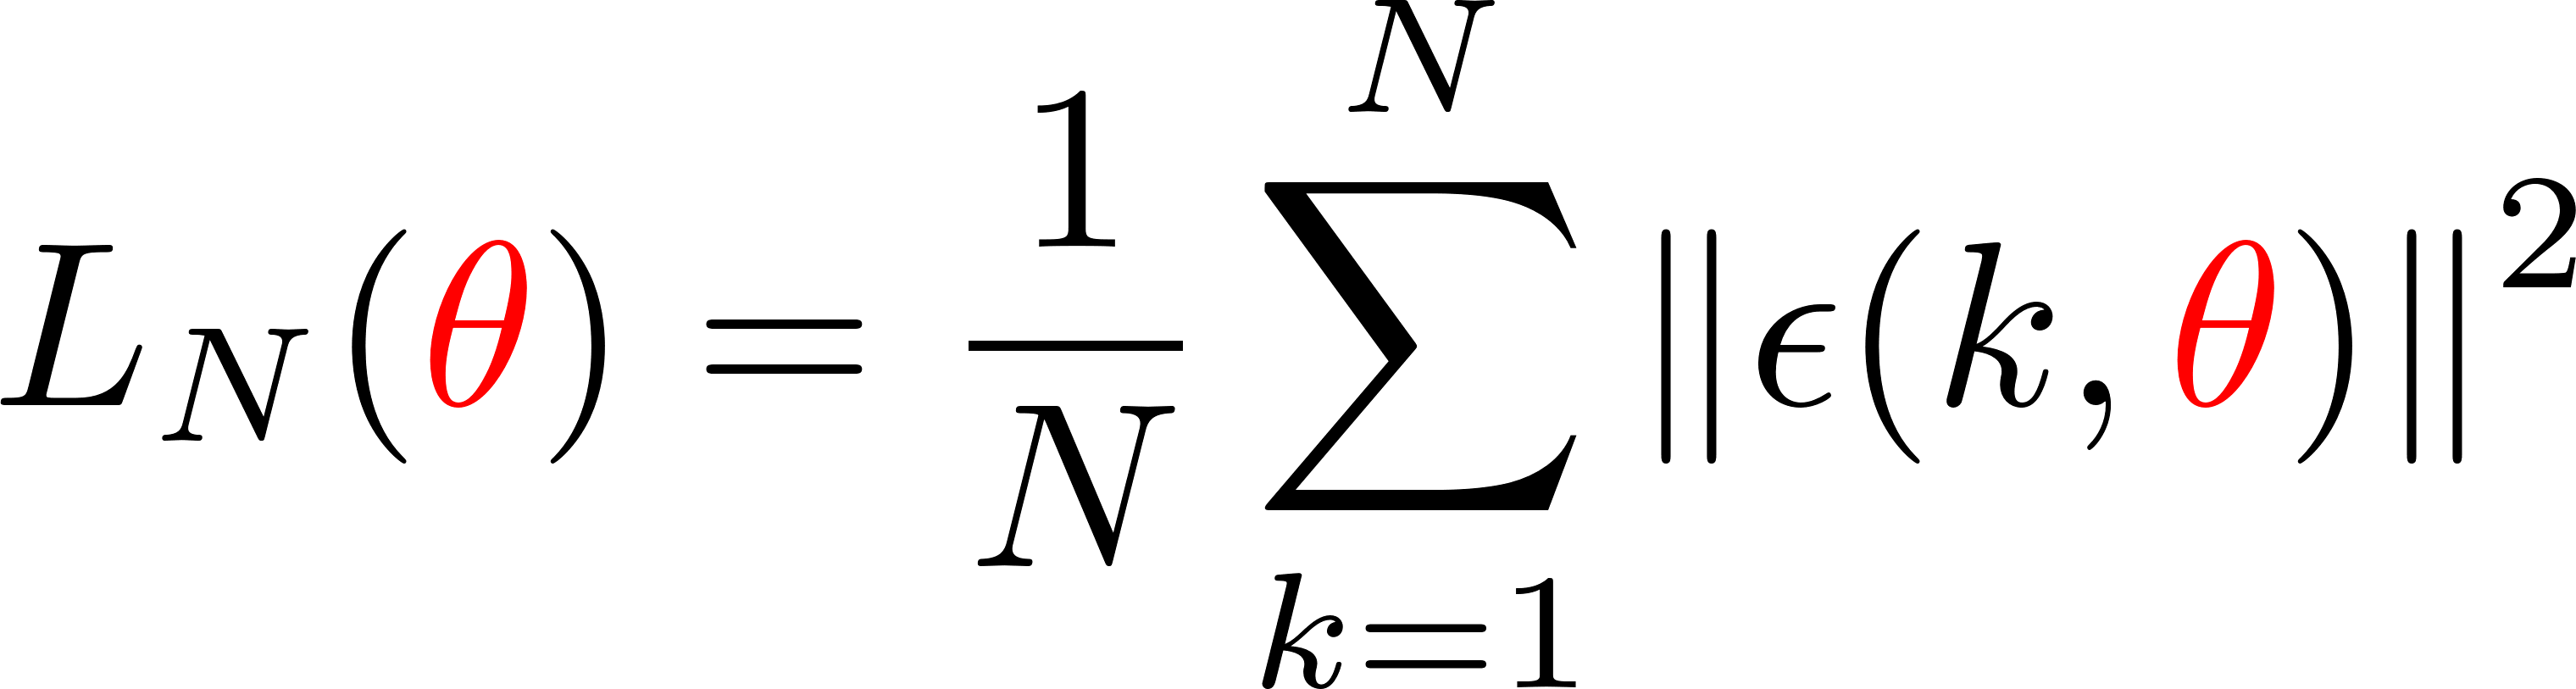 L_N(θ) = \frac{1}{N} \sum_{k=1}^{N} ‖ϵ(k, θ)‖^2